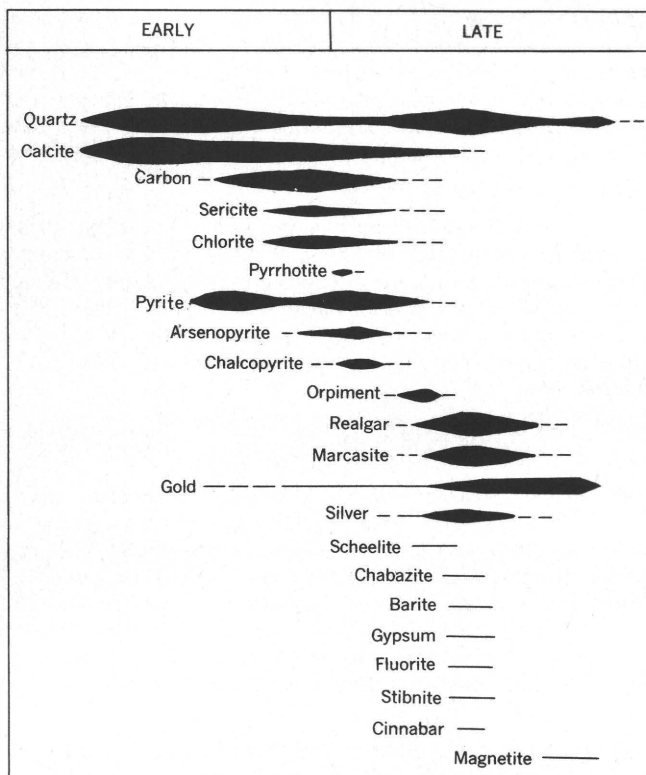 EARLY LATE
Quartz
Calcite
Carbon
Sericite
Chlorite
Pyrrhotite
Pyrite
Arsenopyrite
Chalcopyrite
Orpiment
Realgar
Marcasite
Gold
Silver
Scheelite
Chabazite
Barite
Gypsum
Fluorite
Stibnite
Cinnabar
Magnetite